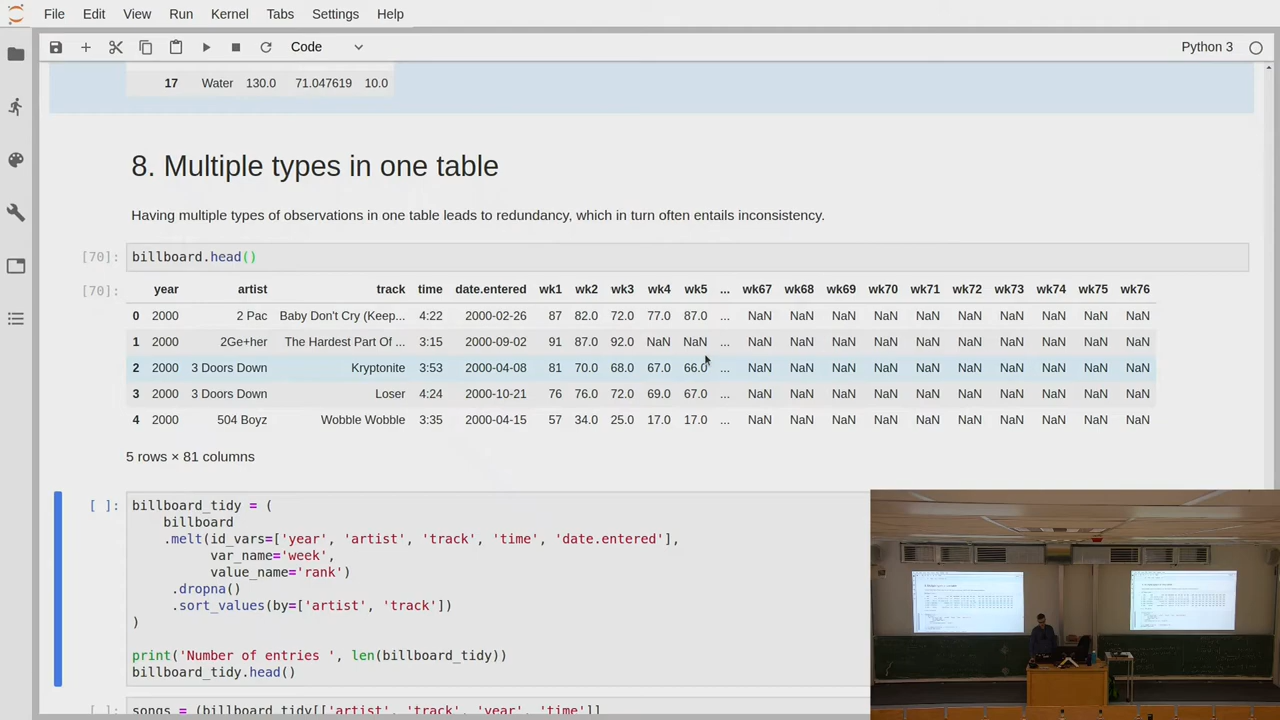 File Edit View Run Kernel Tabs Settings Help
Code Python 3
17 Water 130.0 71.047619 10.0
8. Multiple types in one table
Having multiple types of observations in one table leads to redundancy, which in turn often entails inconsistency.
[70]: billboard.head()
[70]: year artist track time date.entered wk1 wk2 wk3 wk4 wk5 ... wk67 wk68 wk69 wk70 wk71 wk72 wk73 wk74 wk75 wk76
0 2000 2 Pac Baby Don't Cry (Keep... 4:22 2000-02-26 87 82.0 72.0 77.0 87.0 ... NaN NaN NaN NaN NaN NaN NaN NaN NaN NaN
1 2000 2Ge+her The Hardest Part Of ... 3:15 2000-09-02 91 87.0 92.0 NaN NaN ... NaN NaN NaN NaN NaN NaN NaN NaN NaN NaN
2 2000 3 Doors Down Kryptonite 3:53 2000-04-08 81 70.0 68.0 67.0 66.0 ... NaN NaN NaN NaN NaN NaN NaN NaN NaN NaN
3 2000 3 Doors Down Loser 4:24 2000-10-21 76 76.0 72.0 69.0 67.0 ... NaN NaN NaN NaN NaN NaN NaN NaN NaN NaN
4 2000 504 Boyz Wobble Wobble 3:35 2000-04-15 57 34.0 25.0 17.0 17.0 ... NaN NaN NaN NaN NaN NaN NaN NaN NaN NaN
5 rows × 81 columns
[ ]: billboard_tidy = (
billboard
.melt(id_vars=['year', 'artist', 'track', 'time', 'date.entered'],
var_name='week',
value_name='rank')
.dropna()
.sort_values(by=['artist', 'track'])
)
print('Number of entries ', len(billboard_tidy))
billboard_tidy.head()
[ ]: songs = (billboard_tidy[['artist', 'track', 'year', 'time']]